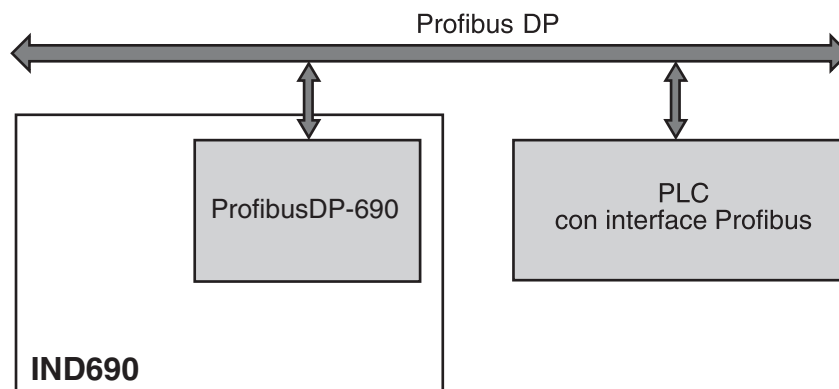 Profibus DP
ProfibusDP-690
PLC
con interface Profibus
IND690